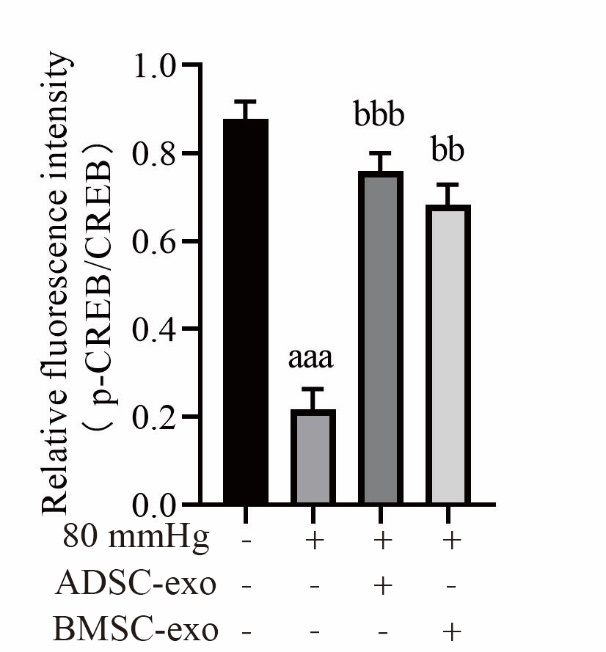 Relative fluorescence intensity
( p-CREB/CREB)
1.0
0.8
0.6
0.4
0.2
0.0
aaa
bbb
bb
80 mmHg - + + +
ADSC-exo - - + -
BMSC-exo - - - +